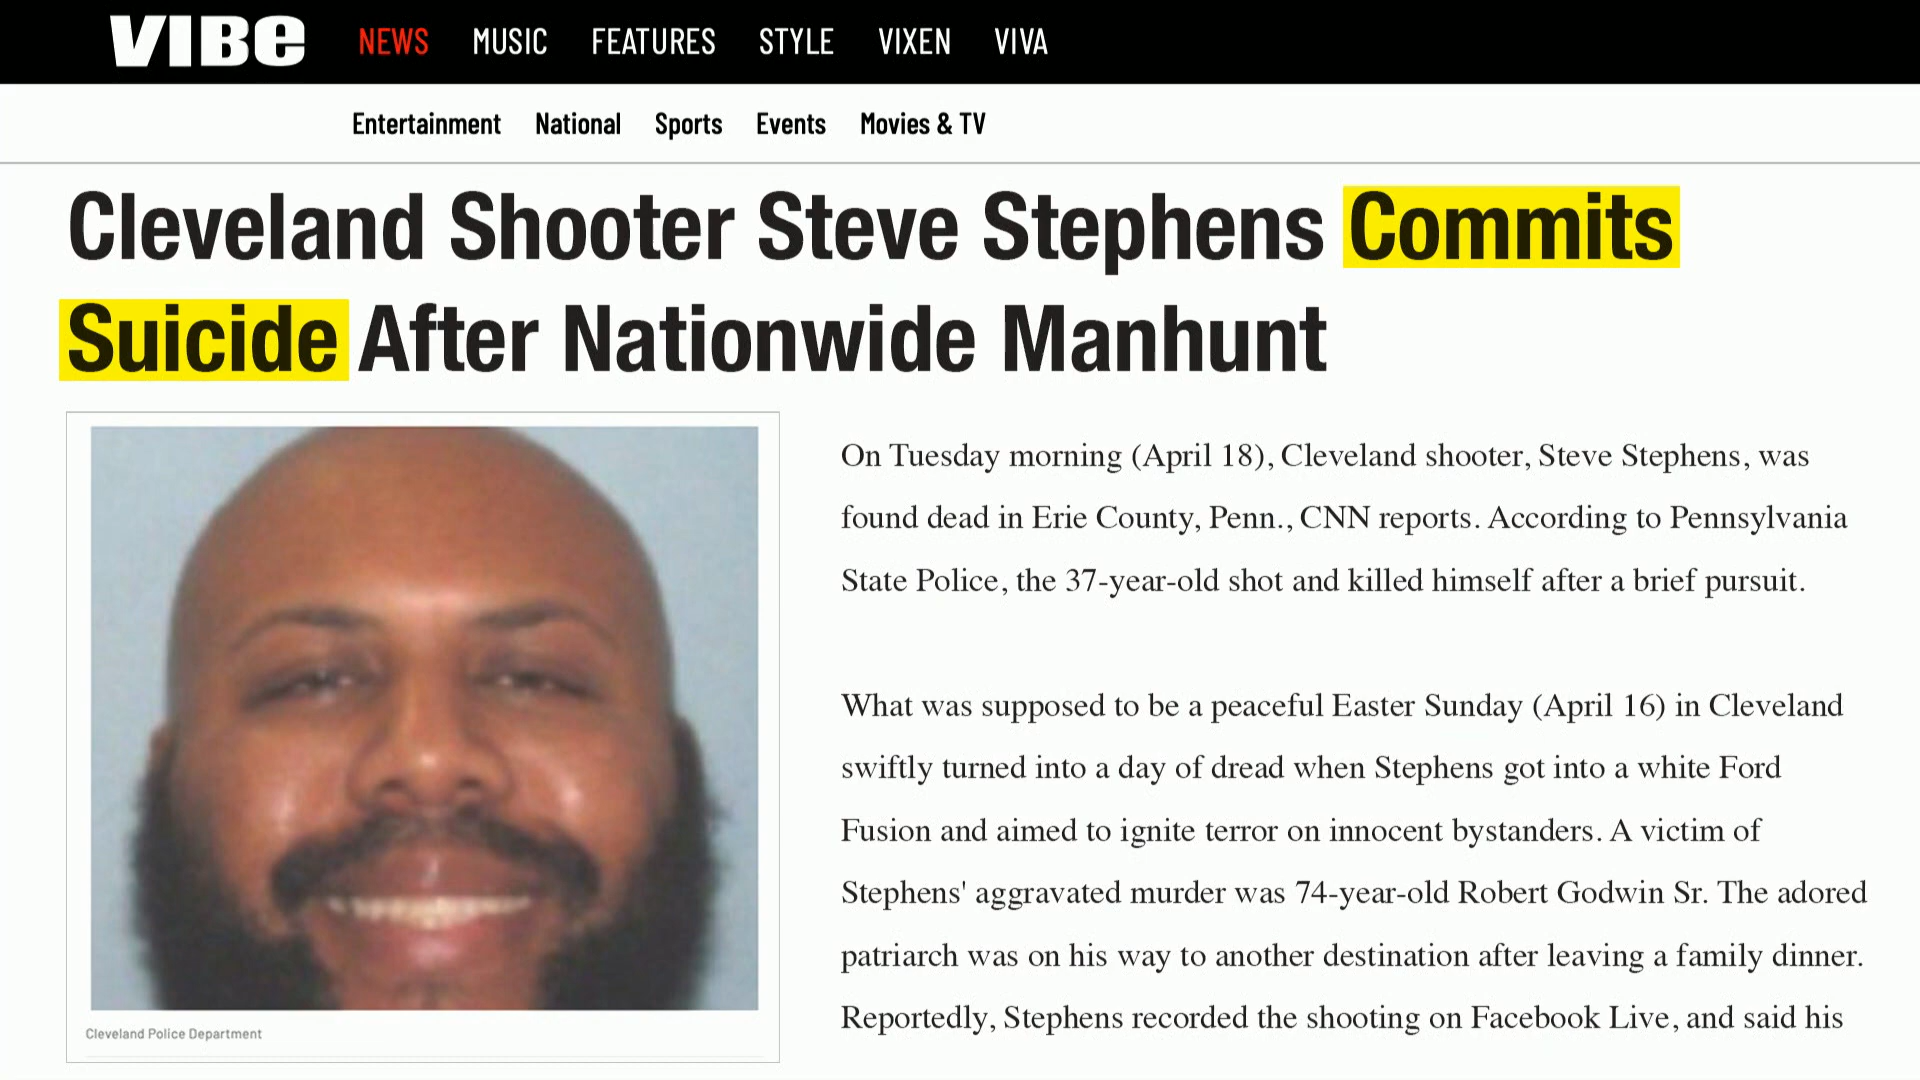 VIBE NEWS MUSIC FEATURES STYLE VIXEN VIVA
Entertainment National Sports Events Movies & TV
Cleveland Shooter Steve Stephens Commits
Suicide After Nationwide Manhunt
On Tuesday morning (April 18), Cleveland shooter, Steve Stephens, was
found dead in Erie County, Penn., CNN reports. According to Pennsylvania
State Police, the 37-year-old shot and killed himself after a brief pursuit.
What was supposed to be a peaceful Easter Sunday (April 16) in Cleveland
swiftly turned into a day of dread when Stephens got into a white Ford
Fusion and aimed to ignite terror on innocent bystanders. A victim of
Stephens' aggravated murder was 74-year-old Robert Godwin Sr. The adored
patriarch was on his way to another destination after leaving a family dinner.
Reportedly, Stephens recorded the shooting on Facebook Live, and said his
Cleveland Police Department